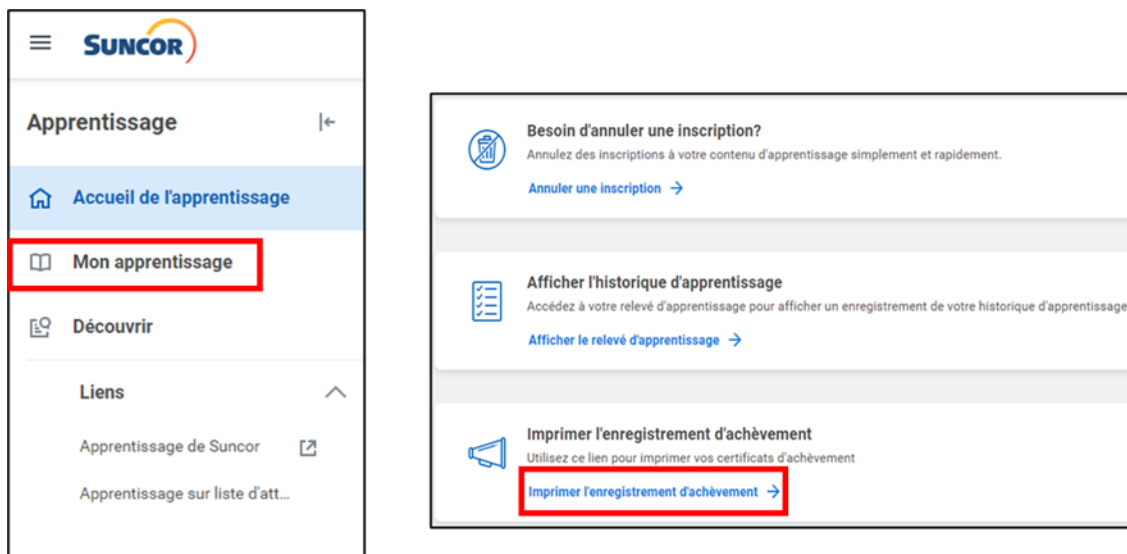 SUNCOR
Apprentissage
Accueil de l'apprentissage
Mon apprentissage
Découvrir
Liens
Apprentissage de Suncor
Apprentissage sur liste d'att...
Besoin d'annuler une inscription?
Annulez des inscriptions à votre contenu d'apprentissage simplement et rapidement.
Annuler une inscription
Afficher l'historique d'apprentissage
Accédez à votre relevé d'apprentissage pour afficher un enregistrement de votre historique d'apprentissage
Afficher le relevé d'apprentissage
Imprimer l'enregistrement d'achèvement
Utilisez ce lien pour imprimer vos certificats d'achèvement
Imprimer l'enregistrement d'achèvement